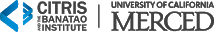 CITRIS
AND THE
BANATAO
INSTITUTE
UNIVERSITY OF CALIFORNIA
MERCED